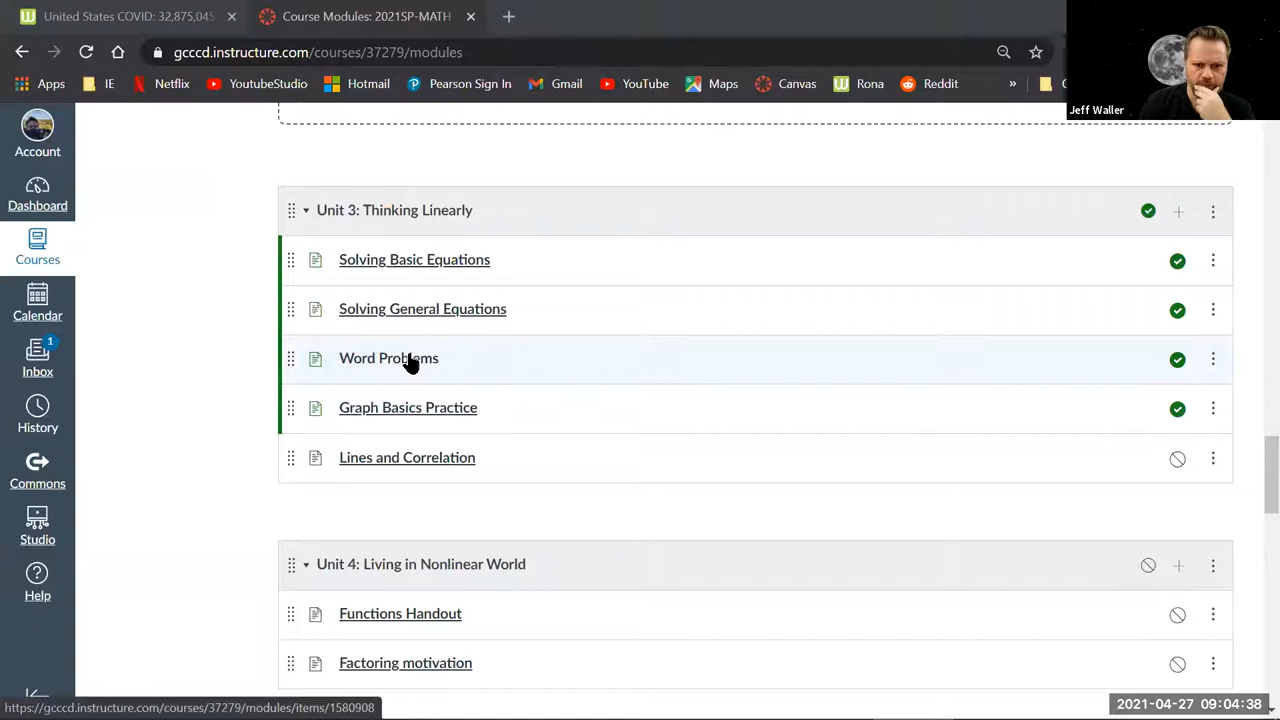 United States COVID: 32,875,045
Course Modules: 2021SP-MATH
gcccd.instructure.com/courses/37279/modules
Apps
IE
Netflix
YoutubeStudio
Hotmail
Pearson Sign In
Gmail
YouTube
Maps
Canvas
Rona
Reddit
»
Jeff Waller
Account
Dashboard
Courses
Calendar
1
Inbox
History
Commons
Studio
Help
Unit 3: Thinking Linearly
Solving Basic Equations
Solving General Equations
Word Problems
Graph Basics Practice
Lines and Correlation
Unit 4: Living in Nonlinear World
Functions Handout
Factoring motivation
https://gcccd.instructure.com/courses/37279/modules/items/1580908
2021-04-27 09:04:38